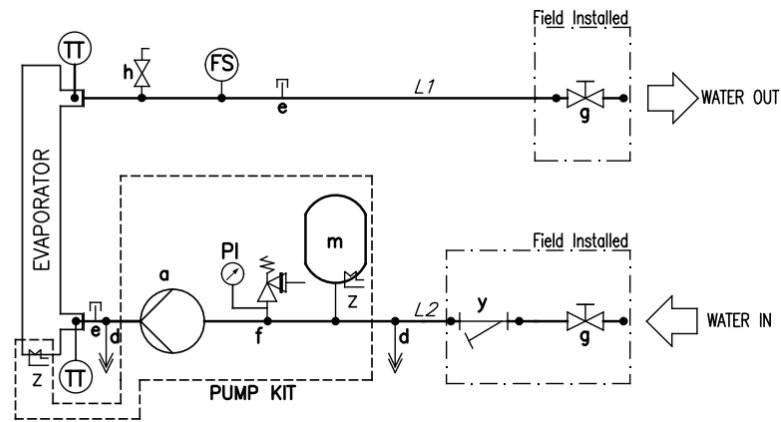 Field Installed
TT
h
FS
e
L1
g
WATER OUT
EVAPORATOR
Field Installed
m
PI
a
z
L2
y
WATER IN
e
d
f
d
g
z
TT
PUMP KIT